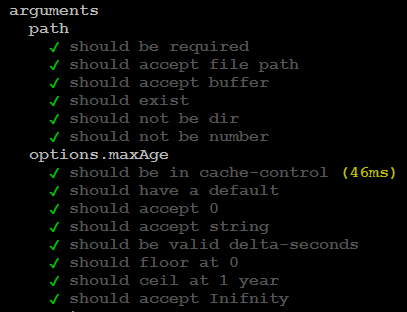 arguments
path
✓ should be required
✓ should accept file path
✓ should accept buffer
✓ should exist
✓ should not be dir
✓ should not be number
options.maxAge
✓ should be in cache-control (46ms)
✓ should have a default
✓ should accept 0
✓ should accept string
✓ should be valid delta-seconds
✓ should floor at 0
✓ should ceil at 1 year
✓ should accept Inifnity